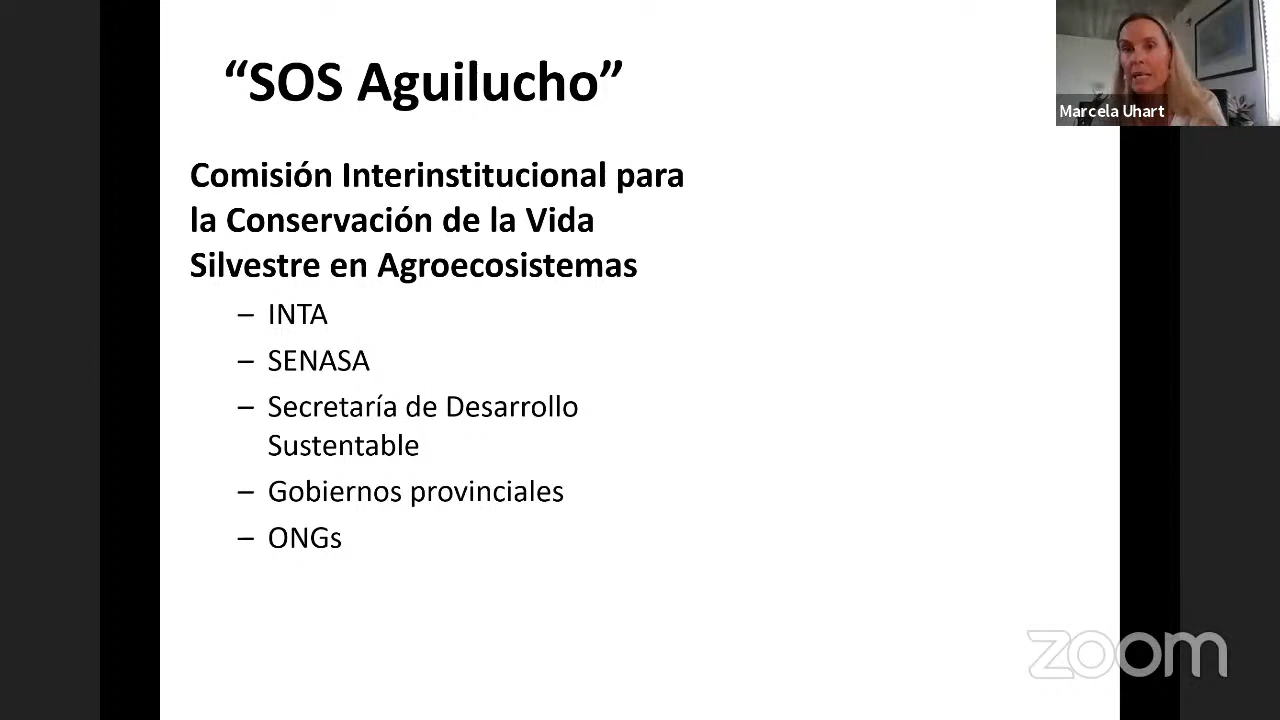 “SOS Aguilucho”
Marcela Uhart
Comisión Interinstitucional para
la Conservación de la Vida
Silvestre en Agroecosistemas
– INTA
– SENASA
– Secretaría de Desarrollo
Sustentable
– Gobiernos provinciales
– ONGs
zoom